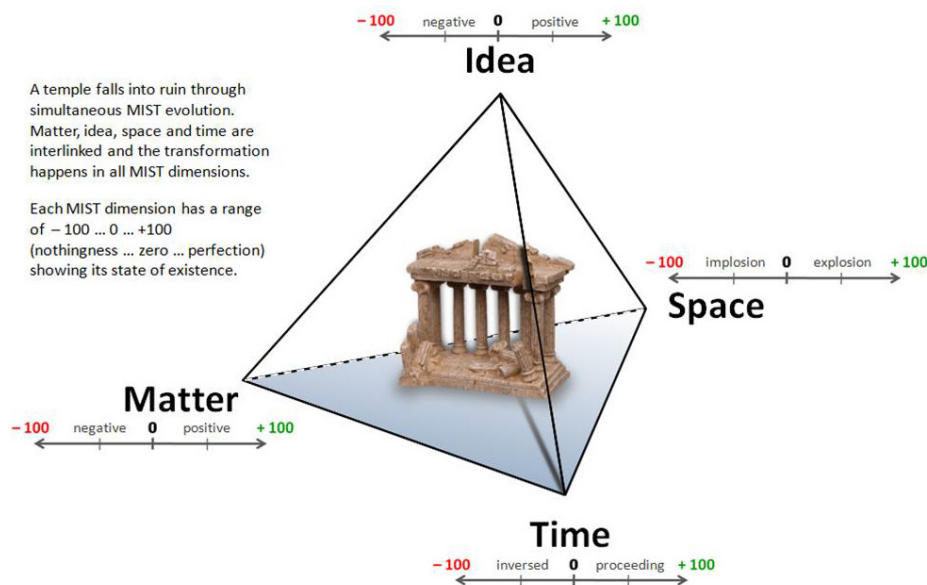 – 100 negative 0 positive + 100
Idea
A temple falls into ruin through
simultaneous MIST evolution.
Matter, idea, space and time are
interlinked and the transformation
happens in all MIST dimensions.
Each MIST dimension has a range
of – 100 ... 0 ... +100
(nothingness ... zero ... perfection)
showing its state of existence.
– 100 implosion 0 explosion + 100
Space
Matter
– 100 negative 0 positive + 100
Time
– 100 inversed 0 proceeding + 100